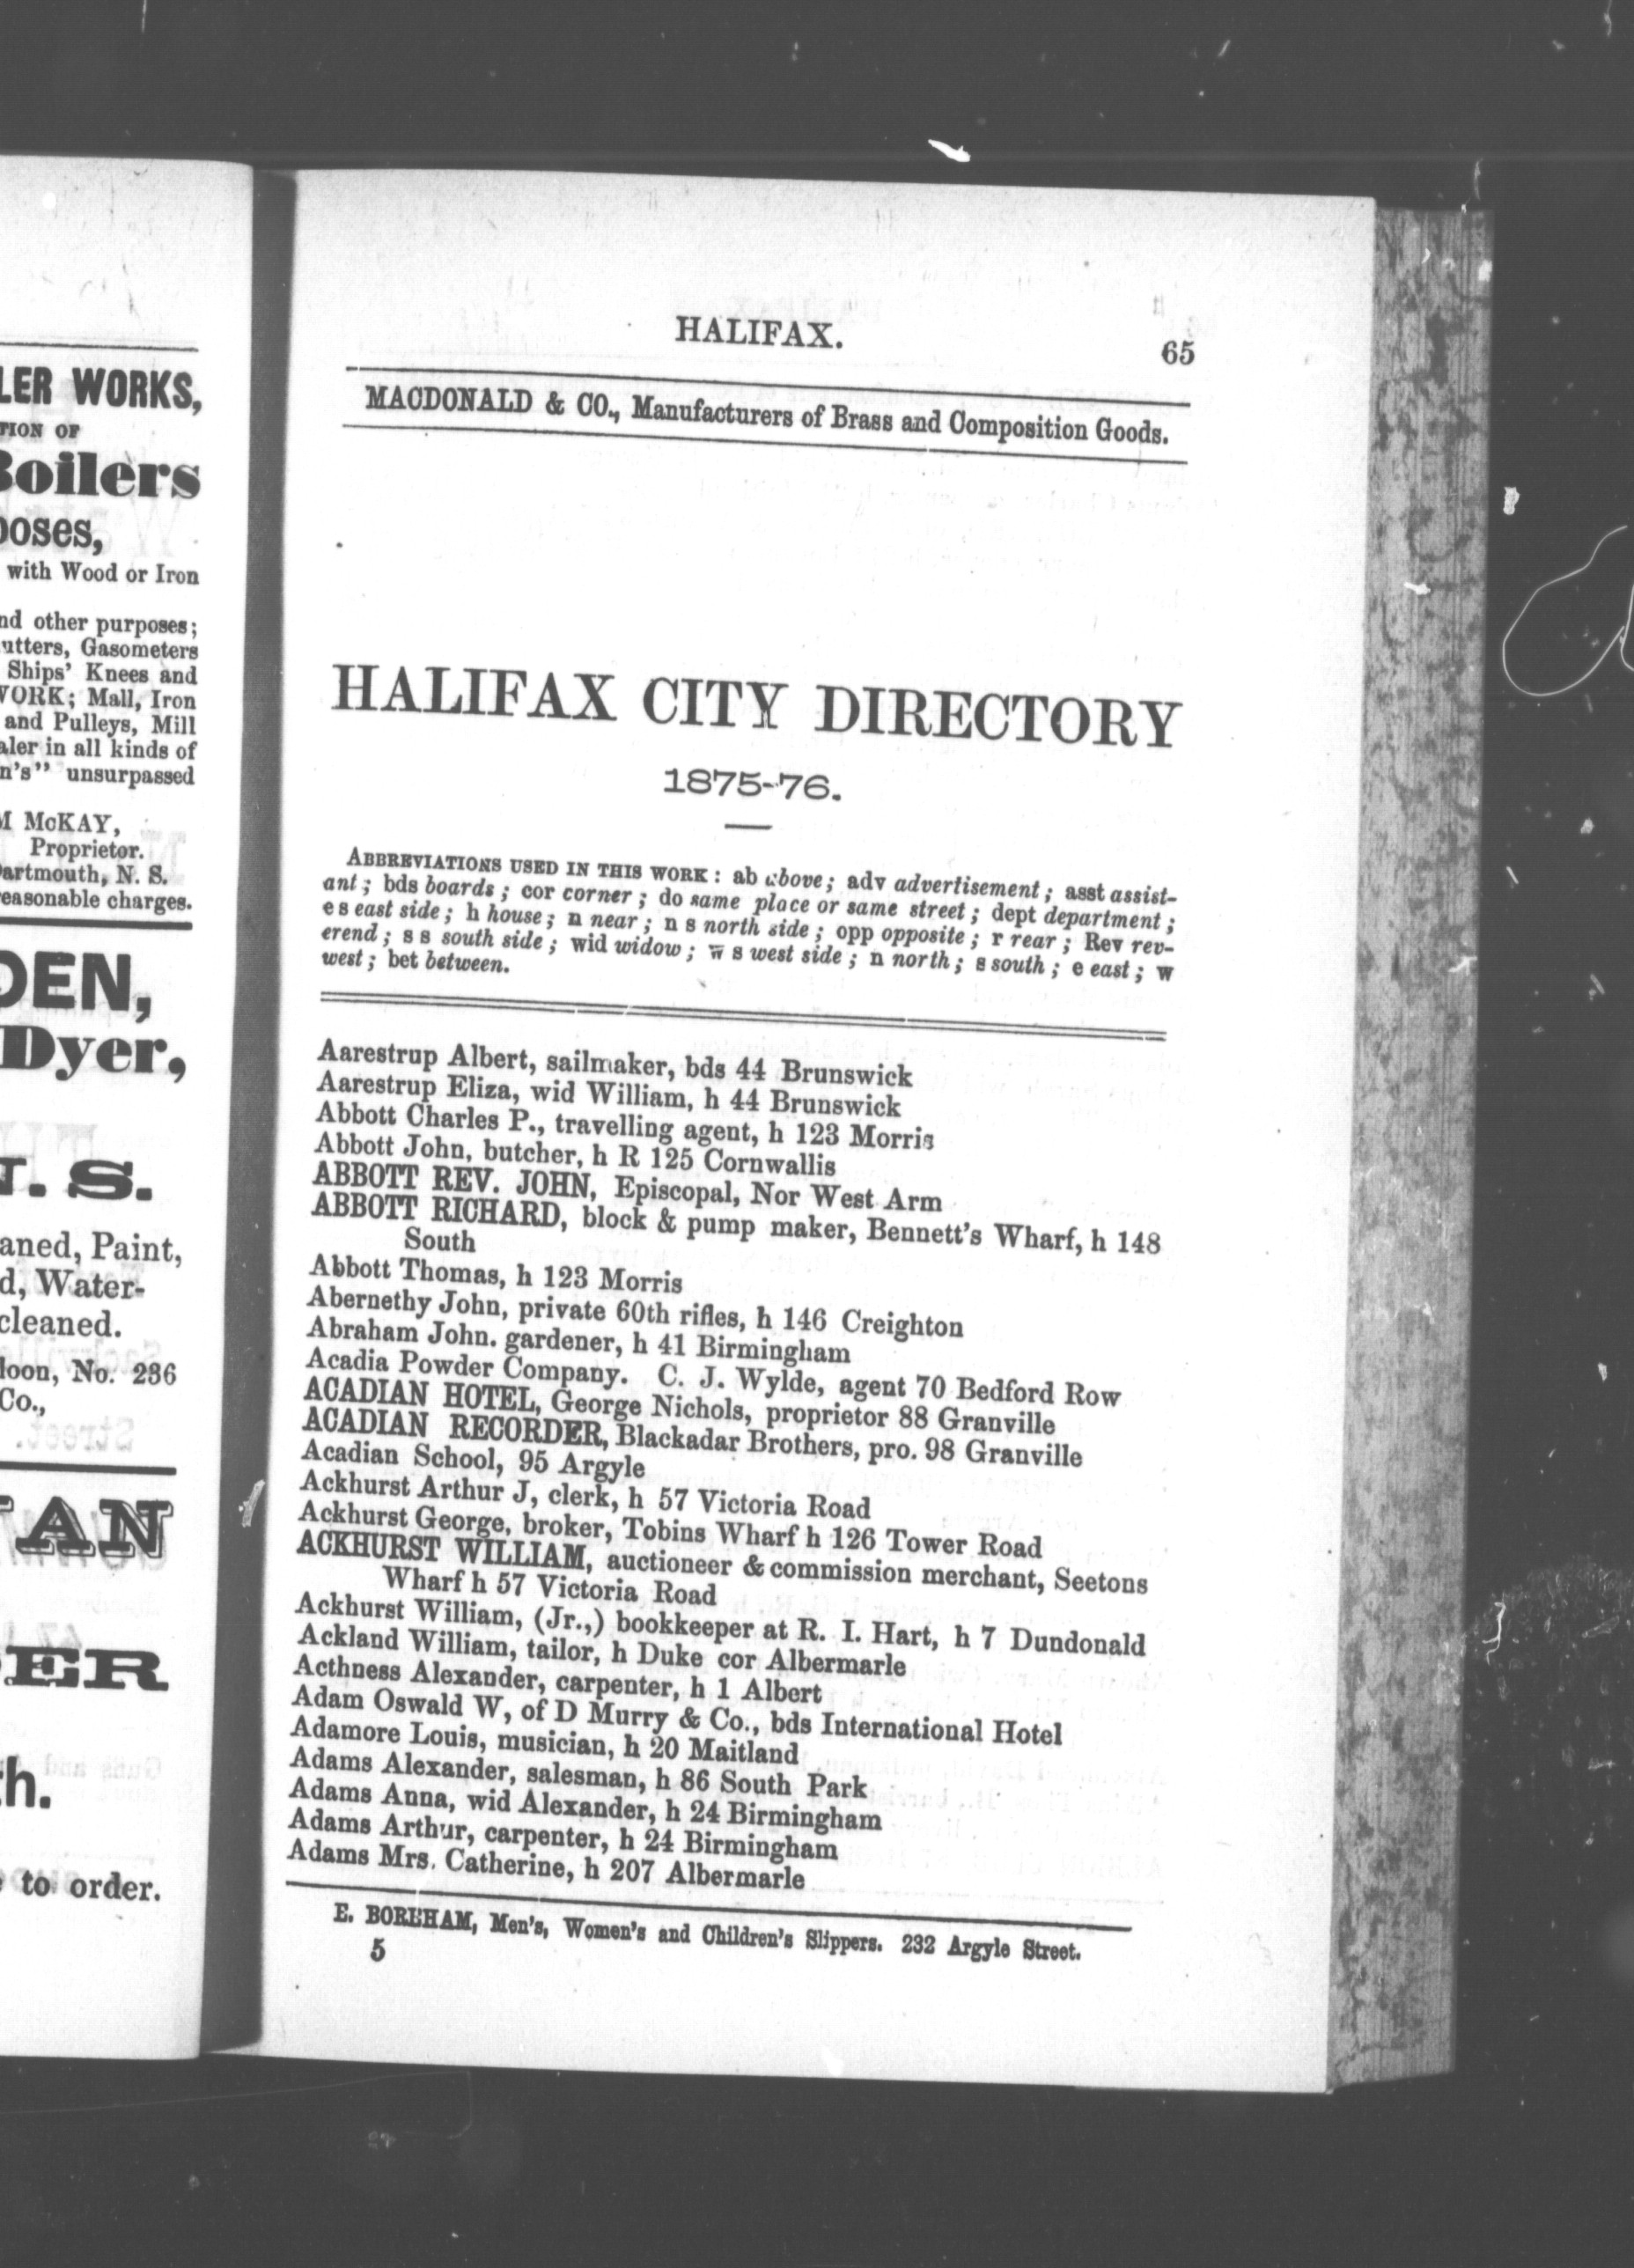 LER WORKS,
TION OF
Boilers
poses,
with Wood or Iron
nd other purposes;
utters, Gasometers
Ships' Knees and
WORK; Mall, Iron
and Pulleys, Mill
aler in all kinds of
n's" unsurpassed
M McKAY,
Proprietor.
artmouth, N. S.
easonable charges.
DEN,
Dyer,
N. S.
aned, Paint,
d, Water-
cleaned.
loon, No. 236
Co.,
AN
ER
h.
to order.
HALIFAX.
65
MACDONALD & CO., Manufacturers of Brass and Composition Goods.
HALIFAX CITY DIRECTORY
1875-'76.
ABBREVIATIONS USED IN THIS WORK: ab above; adv advertisement; asst assist-
ant; bds boards; cor corner; do same place or same street; dept department;
e s east side; h house; n near; n s north side; opp opposite; r rear; Rev rev-
erend; s s south side; wid widow; w s west side; n north; s south; e east; w
west; bet between.
Aarestrup Albert, sailmaker, bds 44 Brunswick
Aarestrup Eliza, wid William, h 44 Brunswick
Abbott Charles P., travelling agent, h 123 Morris
Abbott John, butcher, h R 125 Cornwallis
ABBOTT REV. JOHN, Episcopal, Nor West Arm
ABBOTT RICHARD, block & pump maker, Bennett's Wharf, h 148
South
Abbott Thomas, h 123 Morris
Abernethy John, private 60th rifles, h 146 Creighton
Abraham John. gardener, h 41 Birmingham
Acadia Powder Company. C. J. Wylde, agent 70 Bedford Row
ACADIAN HOTEL, George Nichols, proprietor 88 Granville
ACADIAN RECORDER, Blackadar Brothers, pro. 98 Granville
Acadian School, 95 Argyle
Ackhurst Arthur J, clerk, h 57 Victoria Road
Ackhurst George, broker, Tobins Wharf h 126 Tower Road
ACKHURST WILLIAM, auctioneer & commission merchant, Seetons
Wharf h 57 Victoria Road
Ackhurst William, (Jr.,) bookkeeper at R. I. Hart, h 7 Dundonald
Ackland William, tailor, h Duke cor Albermarle
Acthness Alexander, carpenter, h 1 Albert
Adam Oswald W, of D Murry & Co., bds International Hotel
Adamore Louis, musician, h 20 Maitland
Adams Alexander, salesman, h 86 South Park
Adams Anna, wid Alexander, h 24 Birmingham
Adams Arthur, carpenter, h 24 Birmingham
Adams Mrs. Catherine, h 207 Albermarle
E. BOREHAM, Men's, Women's and Children's Slippers. 232 Argyle Street.
5